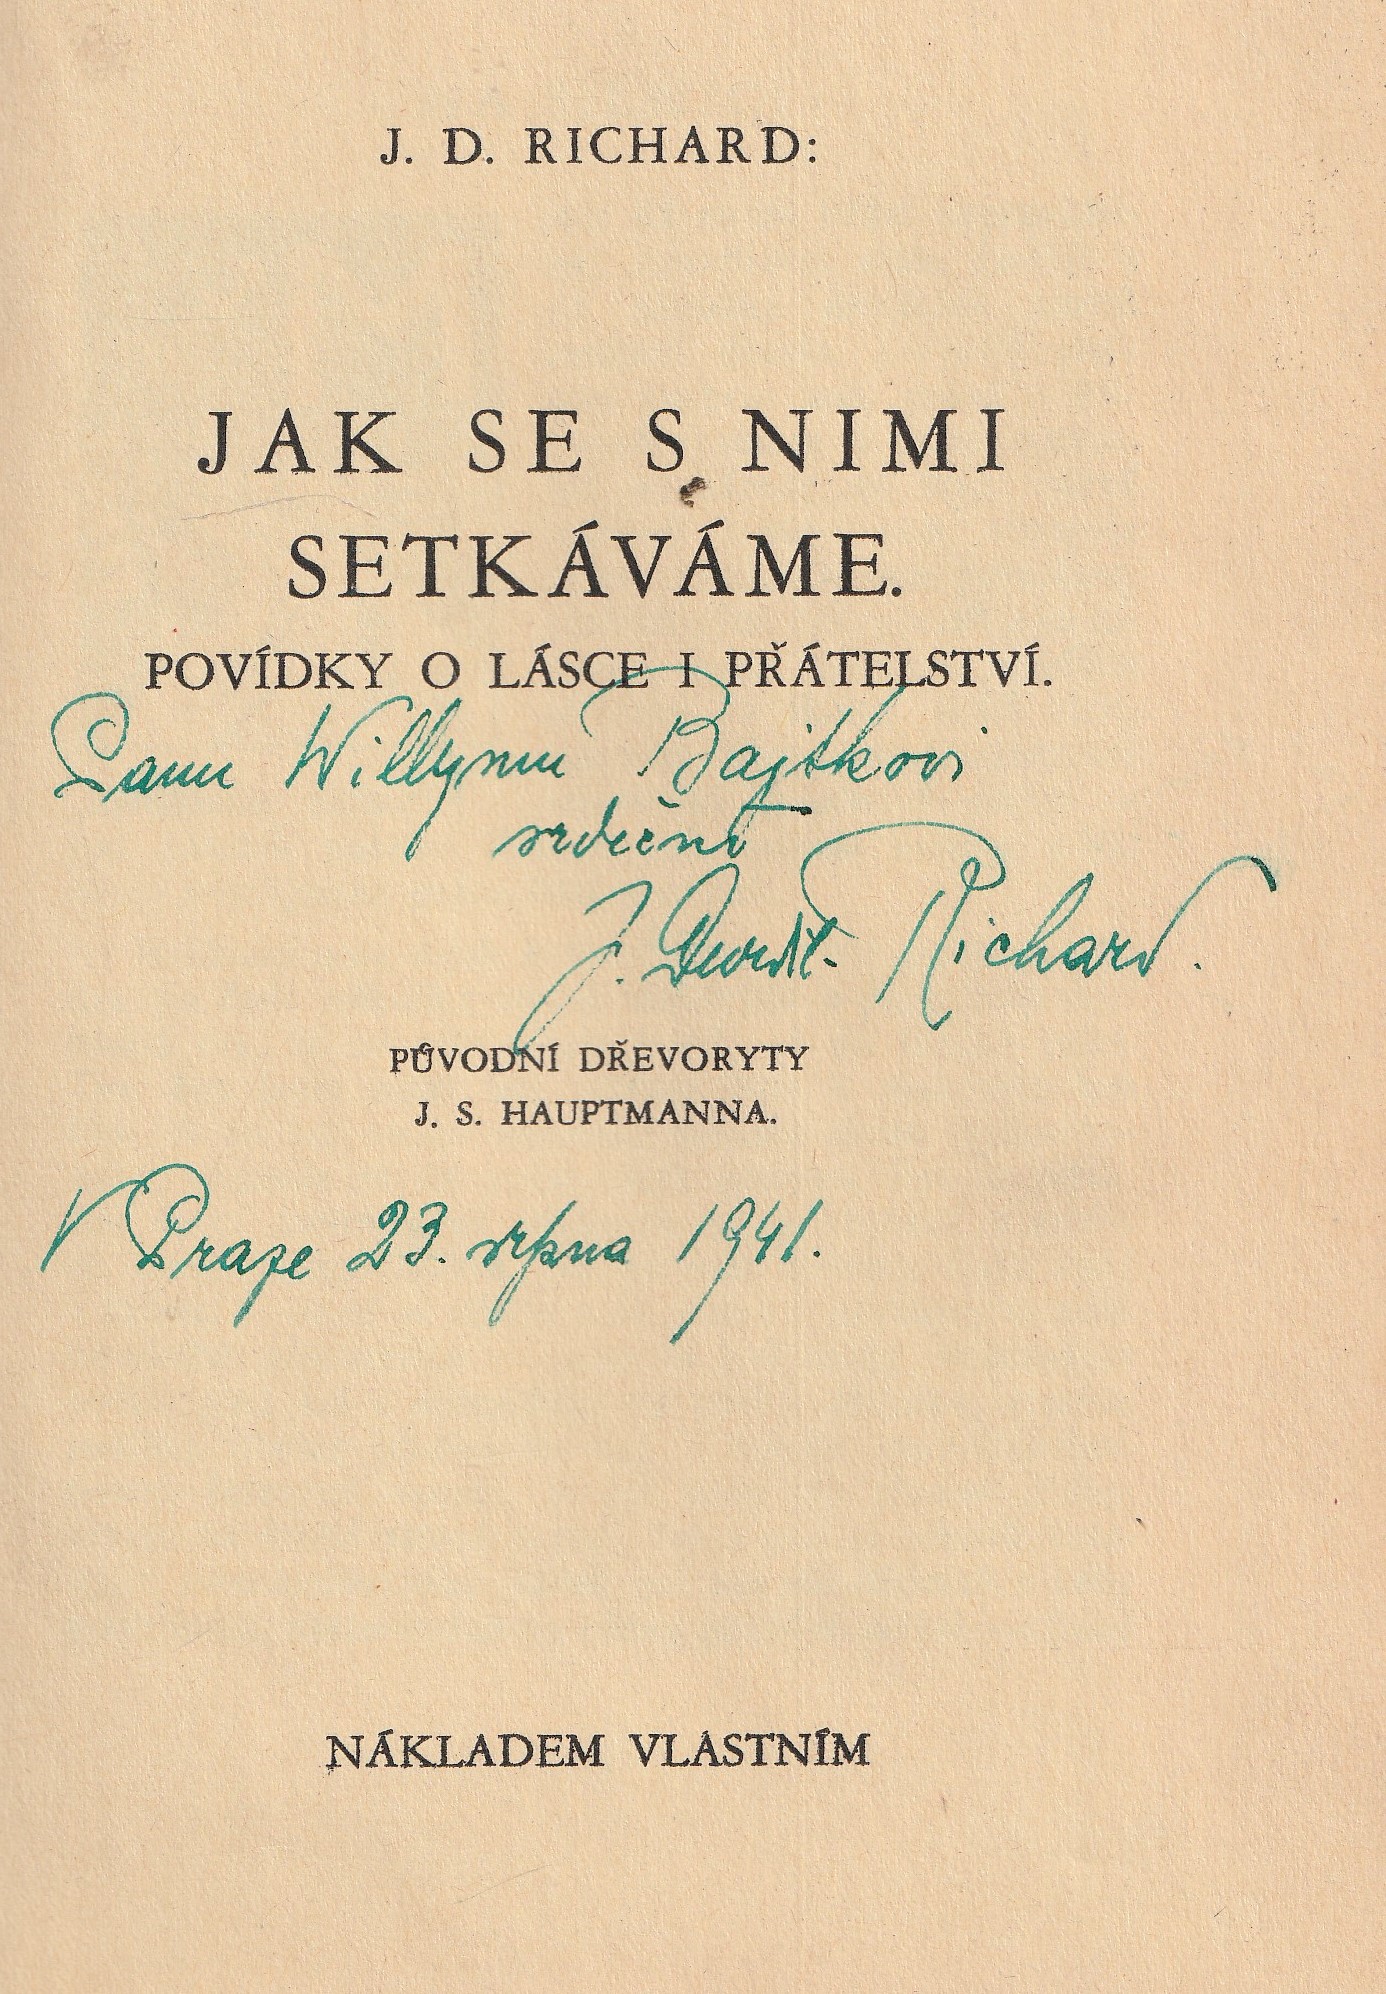 J. D. RICHARD:
JAK SE S NIMI
SETKÁVÁME.
POVÍDKY O LÁSCE I PŘÁTELSTVÍ.
Panu Willymu Bajtkovi
srdečně
J. Richard.
PŮVODNÍ DŘEVORYTY
J. S. HAUPTMANNA.
V Praze 23. srpna 1941.
NÁKLADEM VLASTNÍM